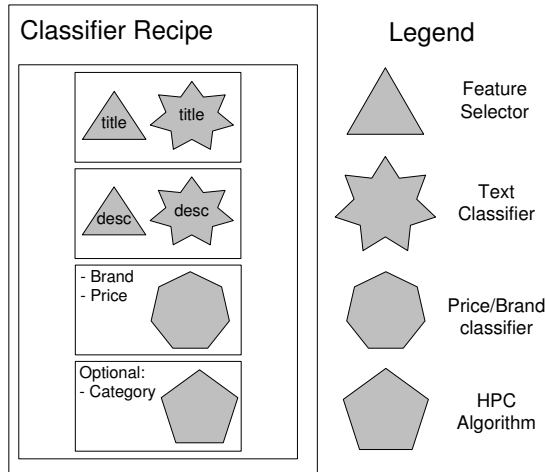 Classifier Recipe
title
title
desc
desc
- Brand
- Price
Optional:
- Category
Legend
Feature
Selector
Text
Classifier
Price/Brand
classifier
HPC
Algorithm